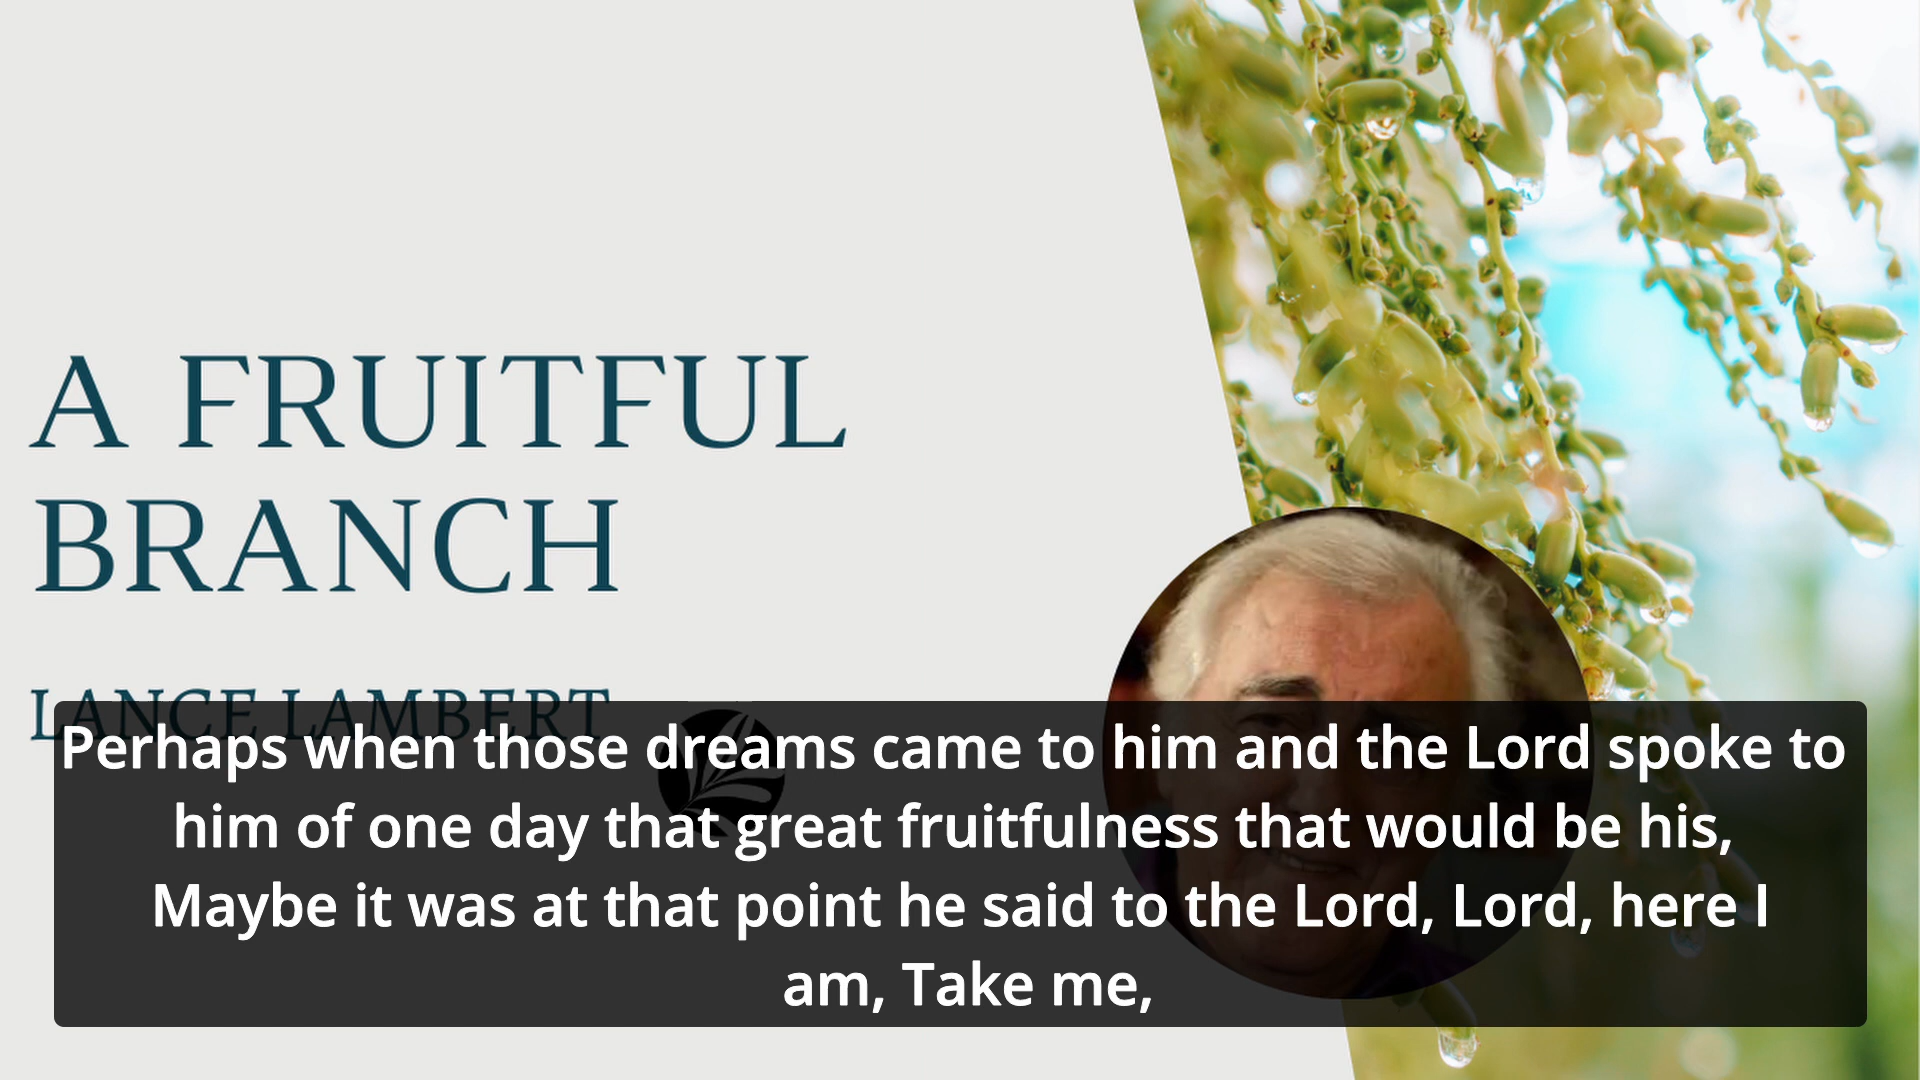 A FRUITFUL
BRANCH
LANCE LAMBERT
Perhaps when those dreams came to him and the Lord spoke to
him of one day that great fruitfulness that would be his,
Maybe it was at that point he said to the Lord, Lord, here I
am, Take me,